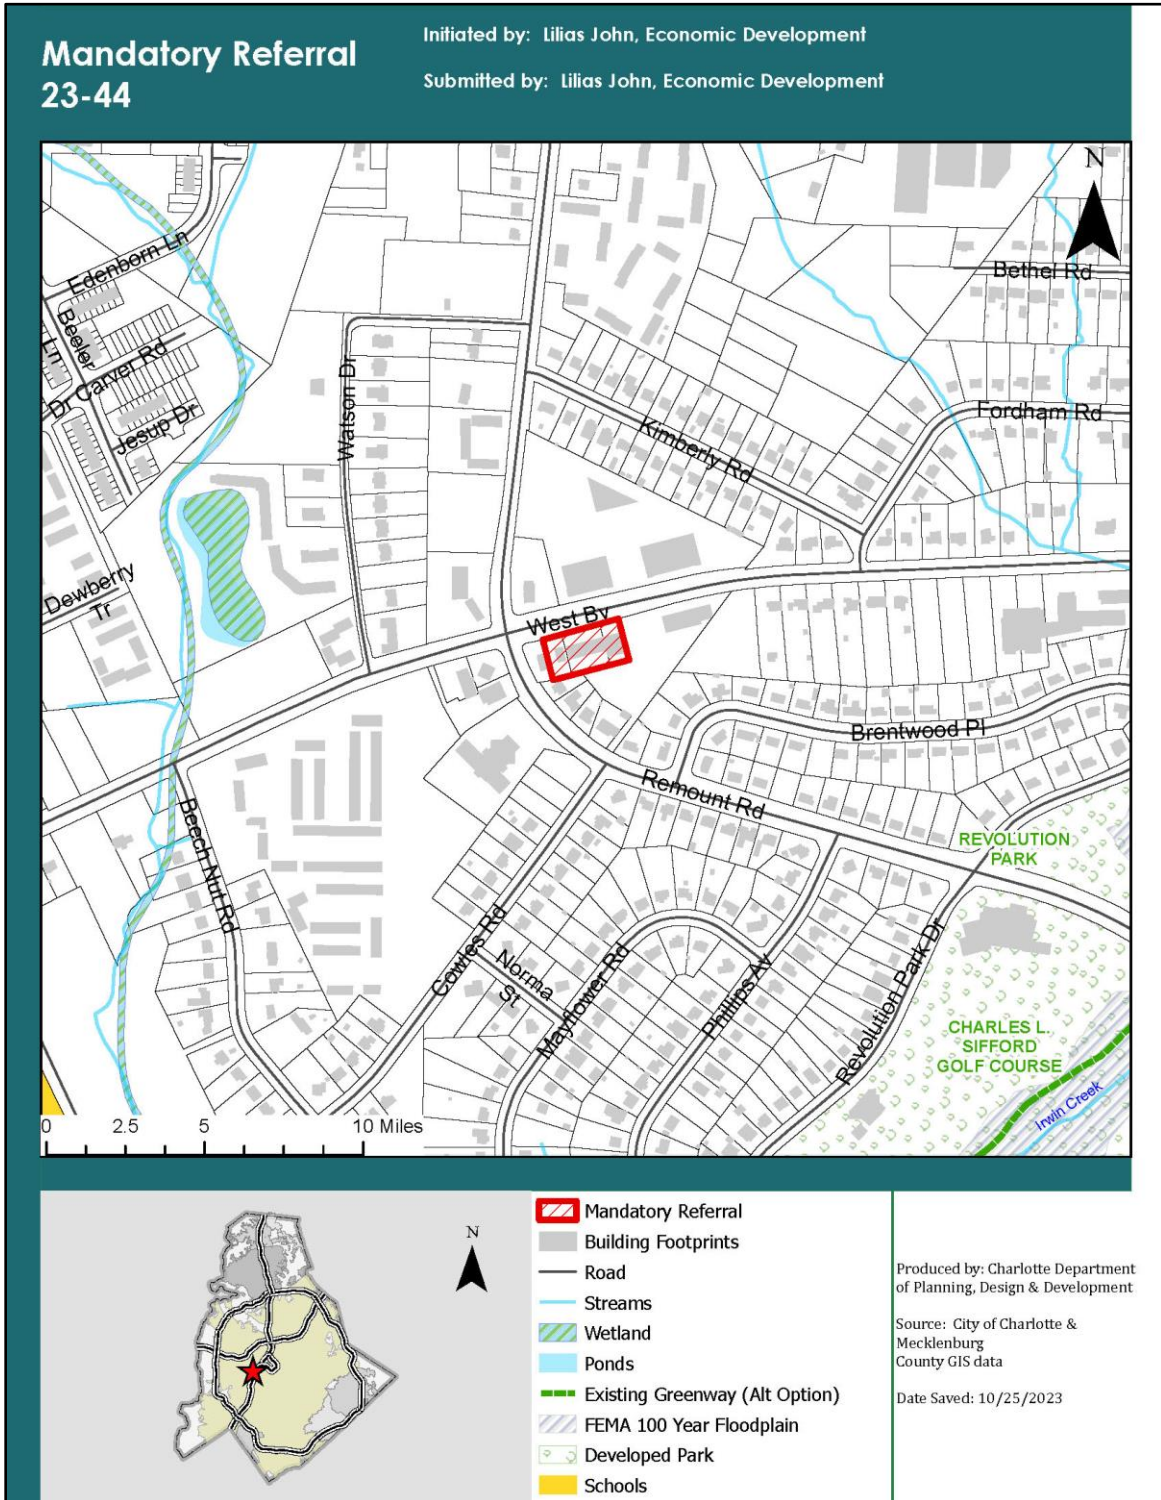 Mandatory Referral
23-44
Initiated by: Lilias John, Economic Development
Submitted by: Lilias John, Economic Development
N
Edenborn Ln
Beeler
Ln
Dr Carver Rd
Jesup Dr
Watson Dr
Kimberly Rd
Bethel Rd
Fordham Rd
Dewberry
Tr
West Bv
Brentwood Pl
Remount Rd
Beech Nut Rd
Cowles Rd
Norma
St
Mayflower Rd
Phillips Av
Revolution Park Dr
REVOLUTION
PARK
CHARLES L.
SIFFORD
GOLF COURSE
Irwin Creek
0 2.5 5 10 Miles
N
Mandatory Referral
Building Footprints
Road
Streams
Wetland
Ponds
Existing Greenway (Alt Option)
FEMA 100 Year Floodplain
Developed Park
Schools
Produced by: Charlotte Department
of Planning, Design & Development
Source: City of Charlotte &
Mecklenburg
County GIS data
Date Saved: 10/25/2023